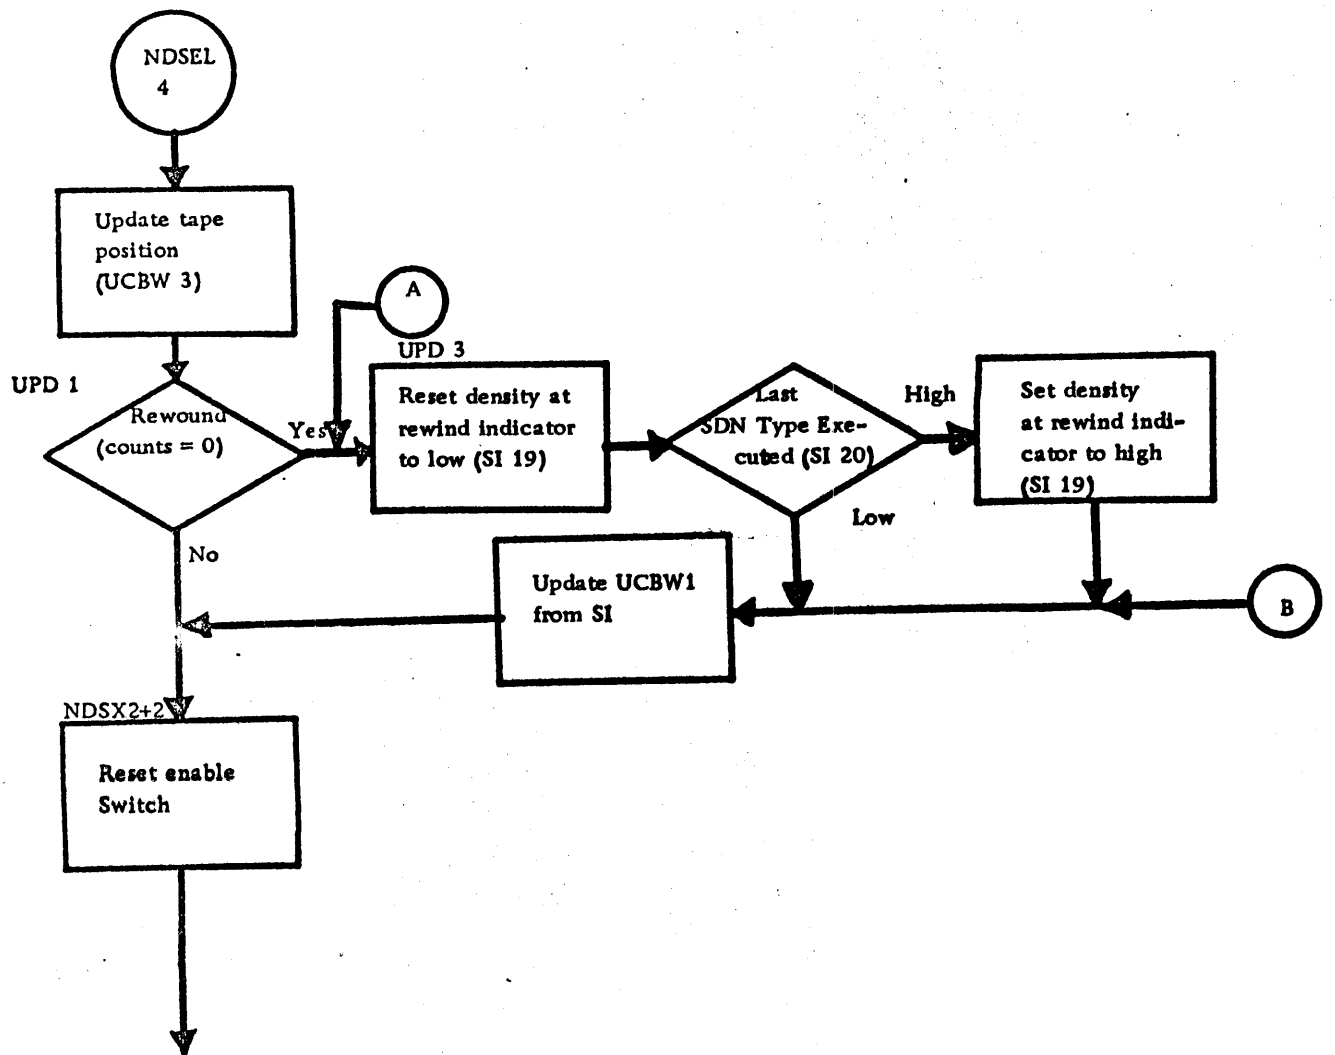 NDSEL
4
Update tape
position
(UCBW 3)
A
UPD 3
UPD 1
Rewound
(counts = 0)
Yes
Reset density at
rewind indicator
to low (SI 19)
Last
SDN Type Exe-
cuted (SI 20)
High
Set density
at rewind indi-
cator to high
(SI 19)
Low
No
Update UCBW1
from SI
B
NDSX2+2
Reset enable
Switch